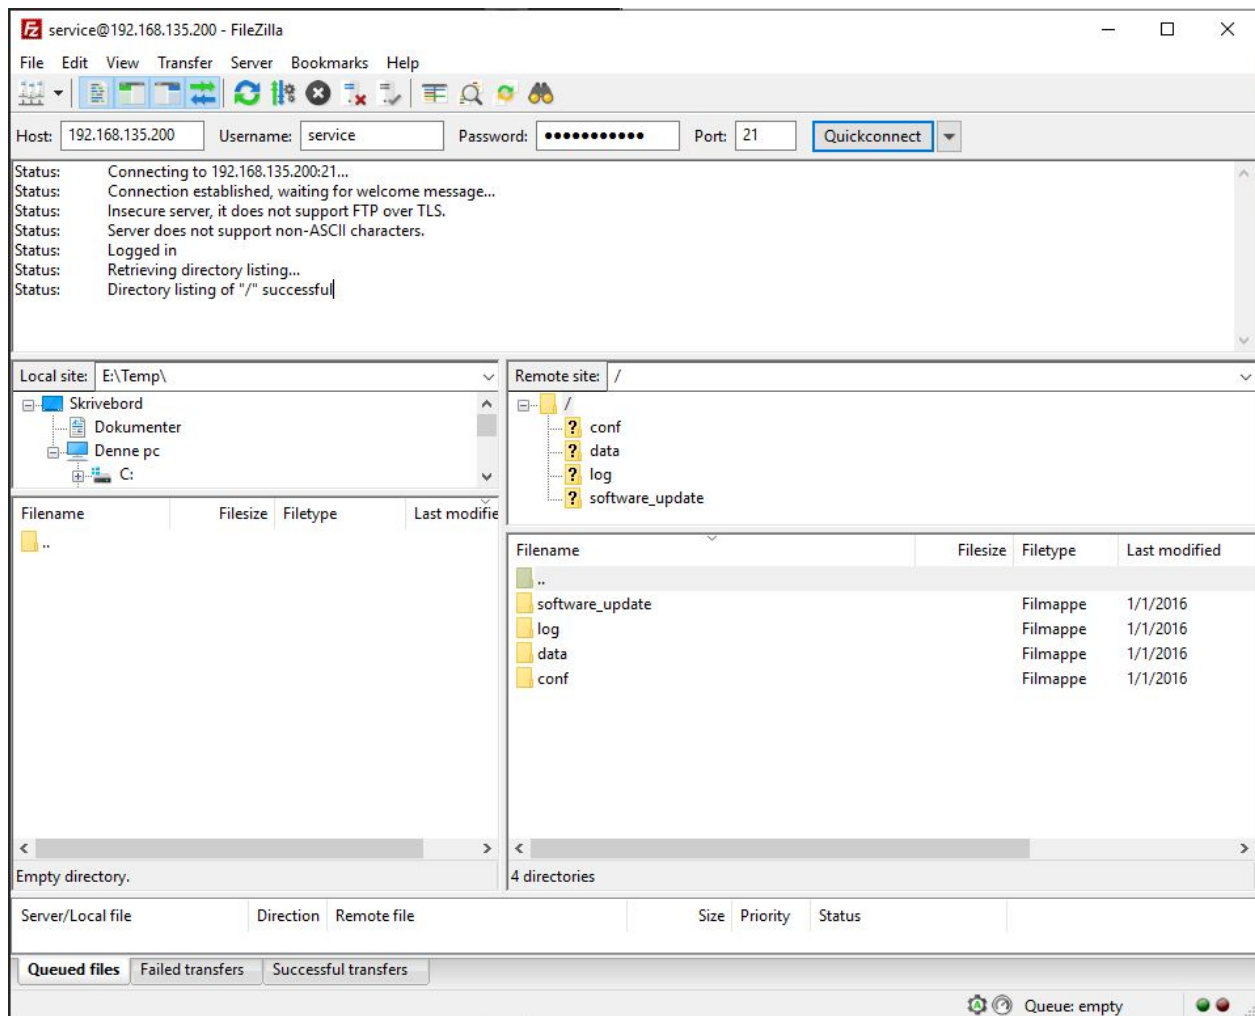 service@192.168.135.200 - FileZilla
File Edit View Transfer Server Bookmarks Help
Host: 192.168.135.200 Username: service Password: ●●●●●●●●●●● Port: 21 Quickconnect
Status: Connecting to 192.168.135.200:21...
Status: Connection established, waiting for welcome message...
Status: Insecure server, it does not support FTP over TLS.
Status: Server does not support non-ASCII characters.
Status: Logged in
Status: Retrieving directory listing...
Status: Directory listing of "/" successful
Local site: E:\Temp\
Skrivebord
Dokumenter
Denne pc
C:
Filename Filesize Filetype Last modifie
..
Empty directory.
Remote site: /
/
conf
data
log
software_update
Filename Filesize Filetype Last modified
..
software_update Filmappe 1/1/2016
log Filmappe 1/1/2016
data Filmappe 1/1/2016
conf Filmappe 1/1/2016
4 directories
Server/Local file Direction Remote file Size Priority Status
Queued files Failed transfers Successful transfers
Queue: empty